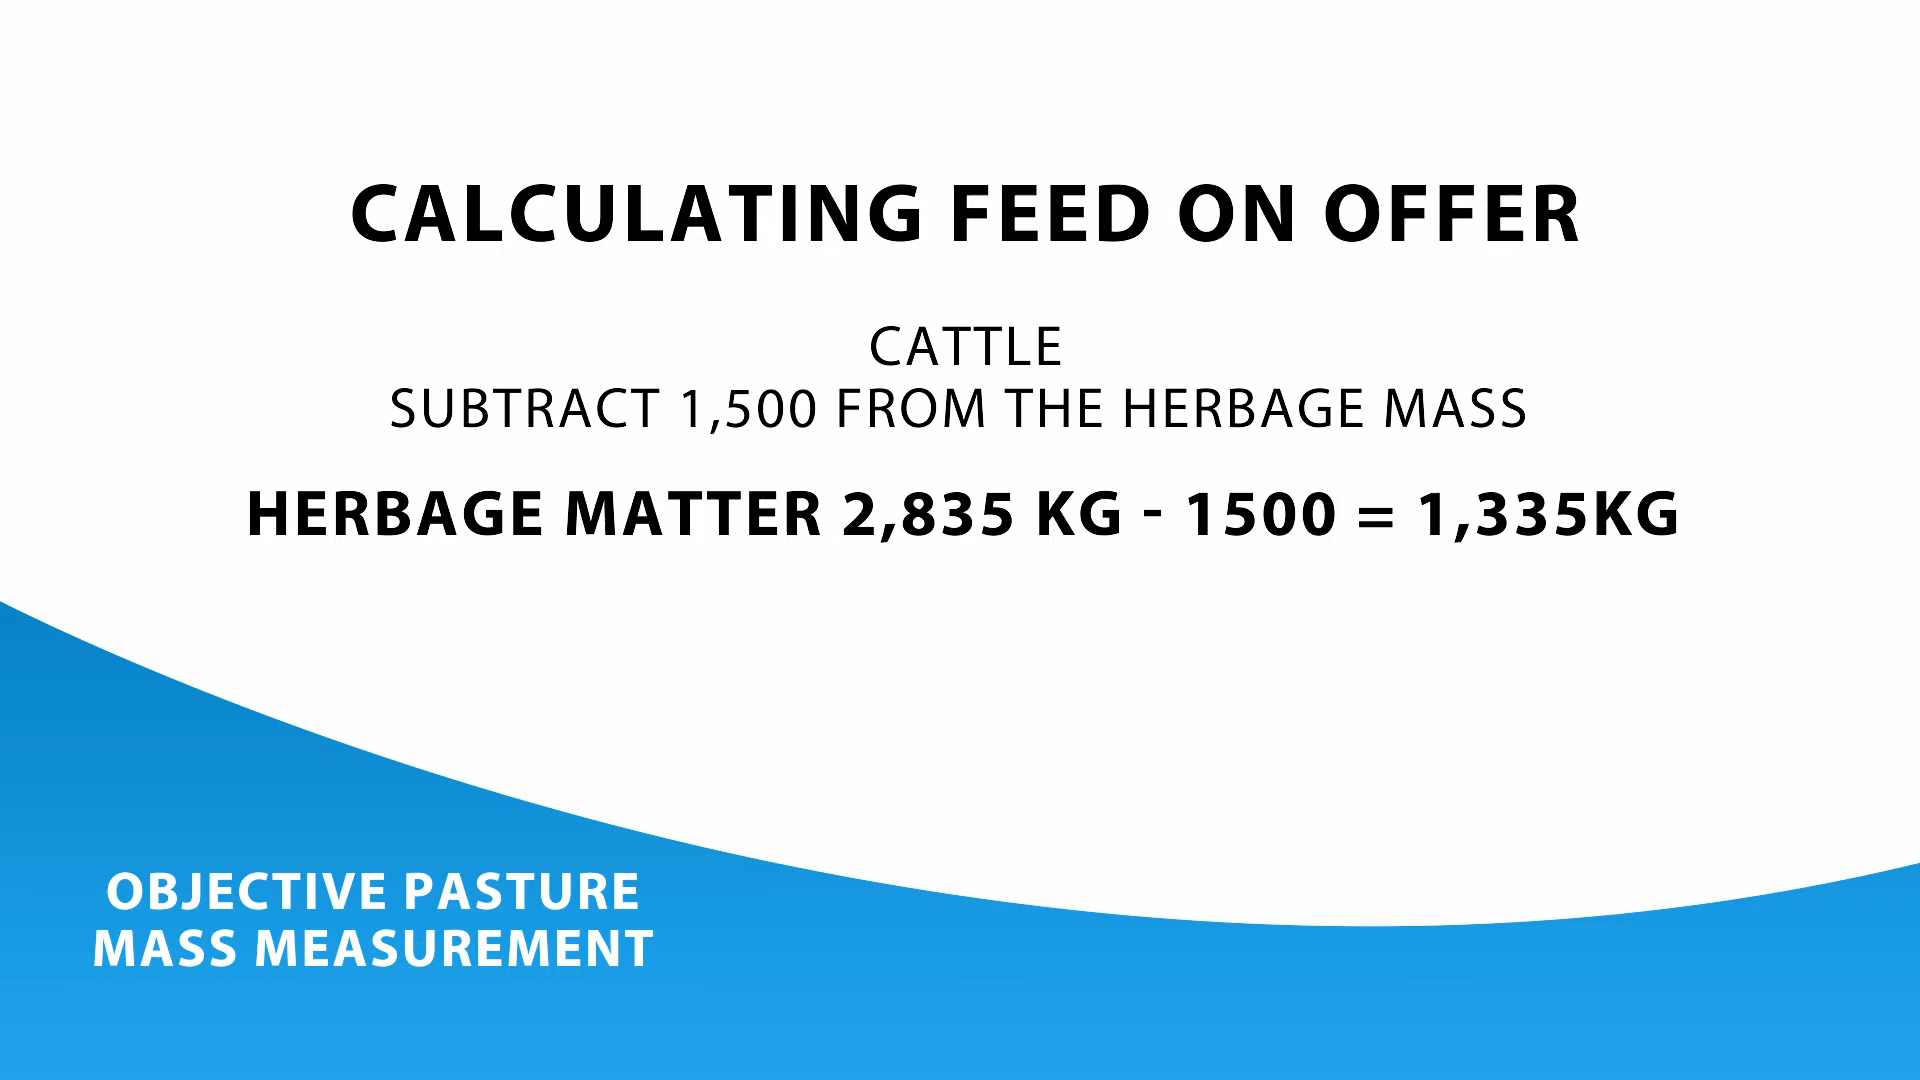 CALCULATING FEED ON OFFER
CATTLE
SUBTRACT 1,500 FROM THE HERBAGE MASS
HERBAGE MATTER 2,835 KG - 1500 = 1,335KG
OBJECTIVE PASTURE
MASS MEASUREMENT